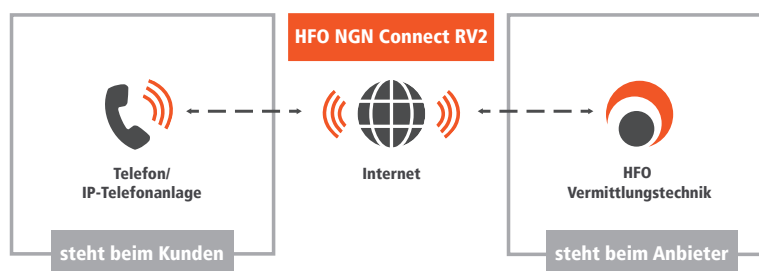 HFO NGN Connect RV2
Telefon/
IP-Telefonanlage
Internet
HFO
Vermittlungstechnik
steht beim Kunden
steht beim Anbieter